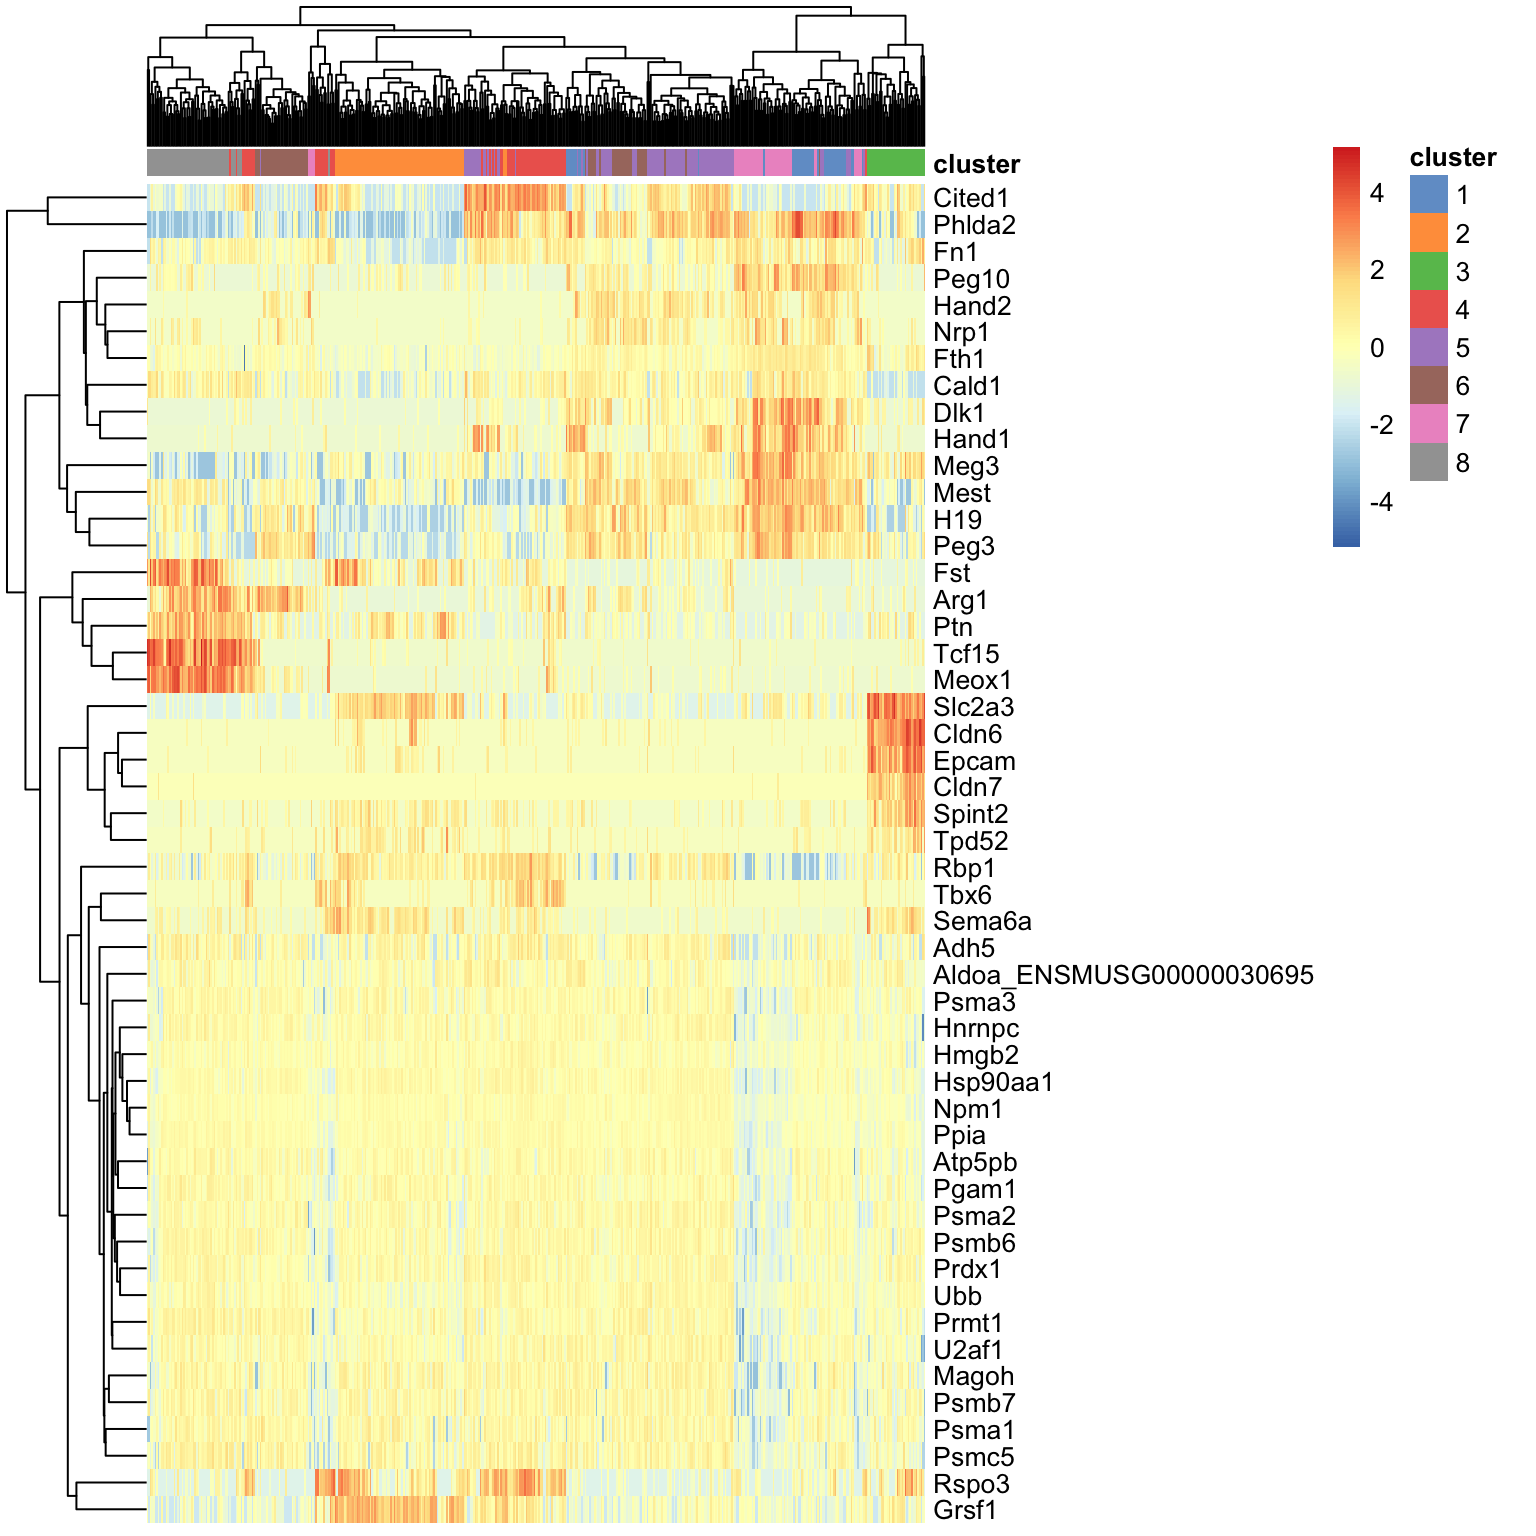 cluster
Cited1
Phlda2
Fn1
Peg10
Hand2
Nrp1
Fth1
Cald1
Dlk1
Hand1
Meg3
Mest
H19
Peg3
Fst
Arg1
Ptn
Tcf15
Meox1
Slc2a3
Cldn6
Epcam
Cldn7
Spint2
Tpd52
Rbp1
Tbx6
Sema6a
Adh5
Aldoa_ENSMUSG00000030695
Psma3
Hnrnpc
Hmgb2
Hsp90aa1
Npm1
Ppia
Atp5pb
Pgam1
Psma2
Psmb6
Prdx1
Ubb
Prmt1
U2af1
Magoh
Psmb7
Psma1
Psmc5
Rspo3
Grsf1
4
2
0
-2
-4
cluster
1
2
3
4
5
6
7
8